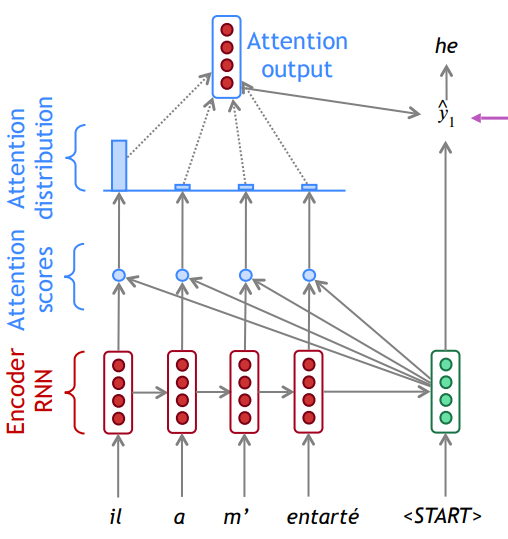 Attention
output
he
ŷ1
Attention
distribution
Attention
scores
Encoder
RNN
il a m’ entarté <START>